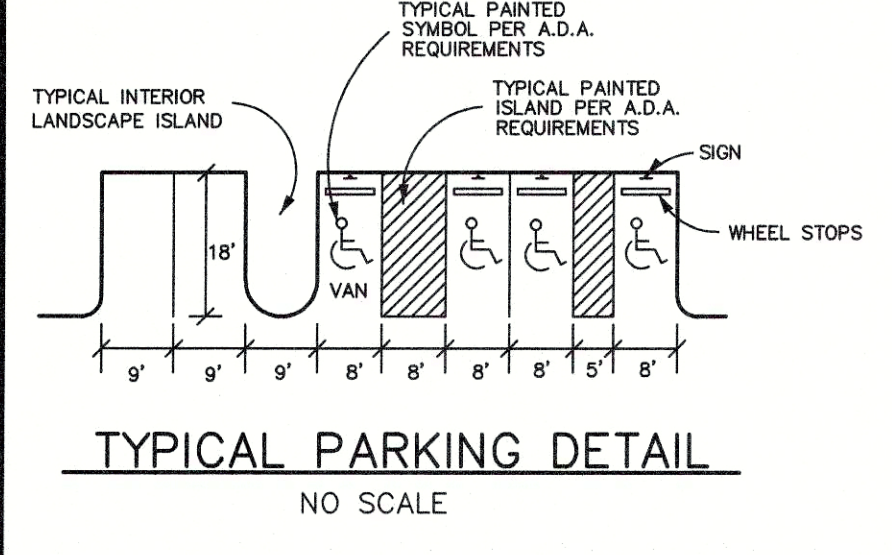 TYPICAL PAINTED
SYMBOL PER A.D.A.
REQUIREMENTS
TYPICAL INTERIOR
LANDSCAPE ISLAND
TYPICAL PAINTED
ISLAND PER A.D.A.
REQUIREMENTS
SIGN
WHEEL STOPS
18'
VAN
9' 9' 9' 8' 8' 8' 8' 5' 8'
TYPICAL PARKING DETAIL
NO SCALE